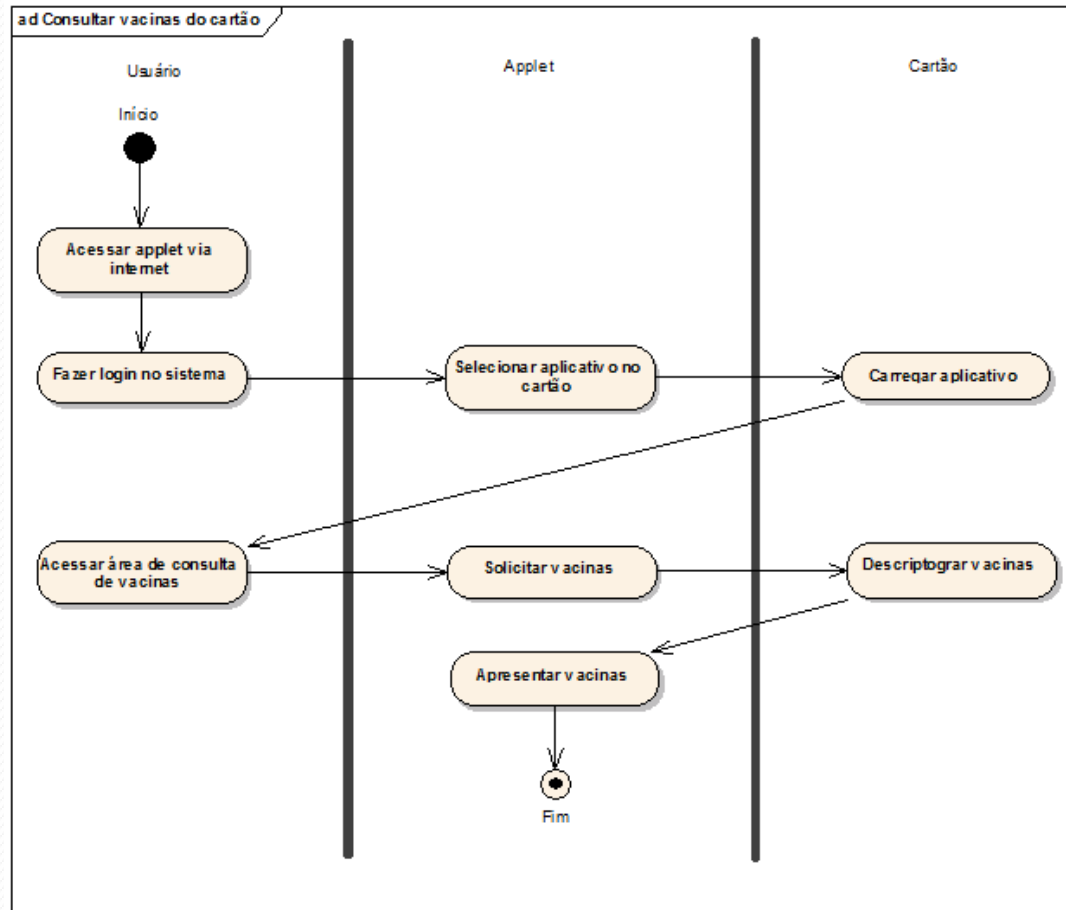 ad Consultar vacinas do cartão
Usuário
Applet
Cartão
Início
Acessar applet via
internet
Fazer login no sistema
Selecionar aplicativo no
cartão
Carregar aplicativo
Acessar área de consulta
de vacinas
Solicitar vacinas
Descriptograr vacinas
Apresentar vacinas
Fim